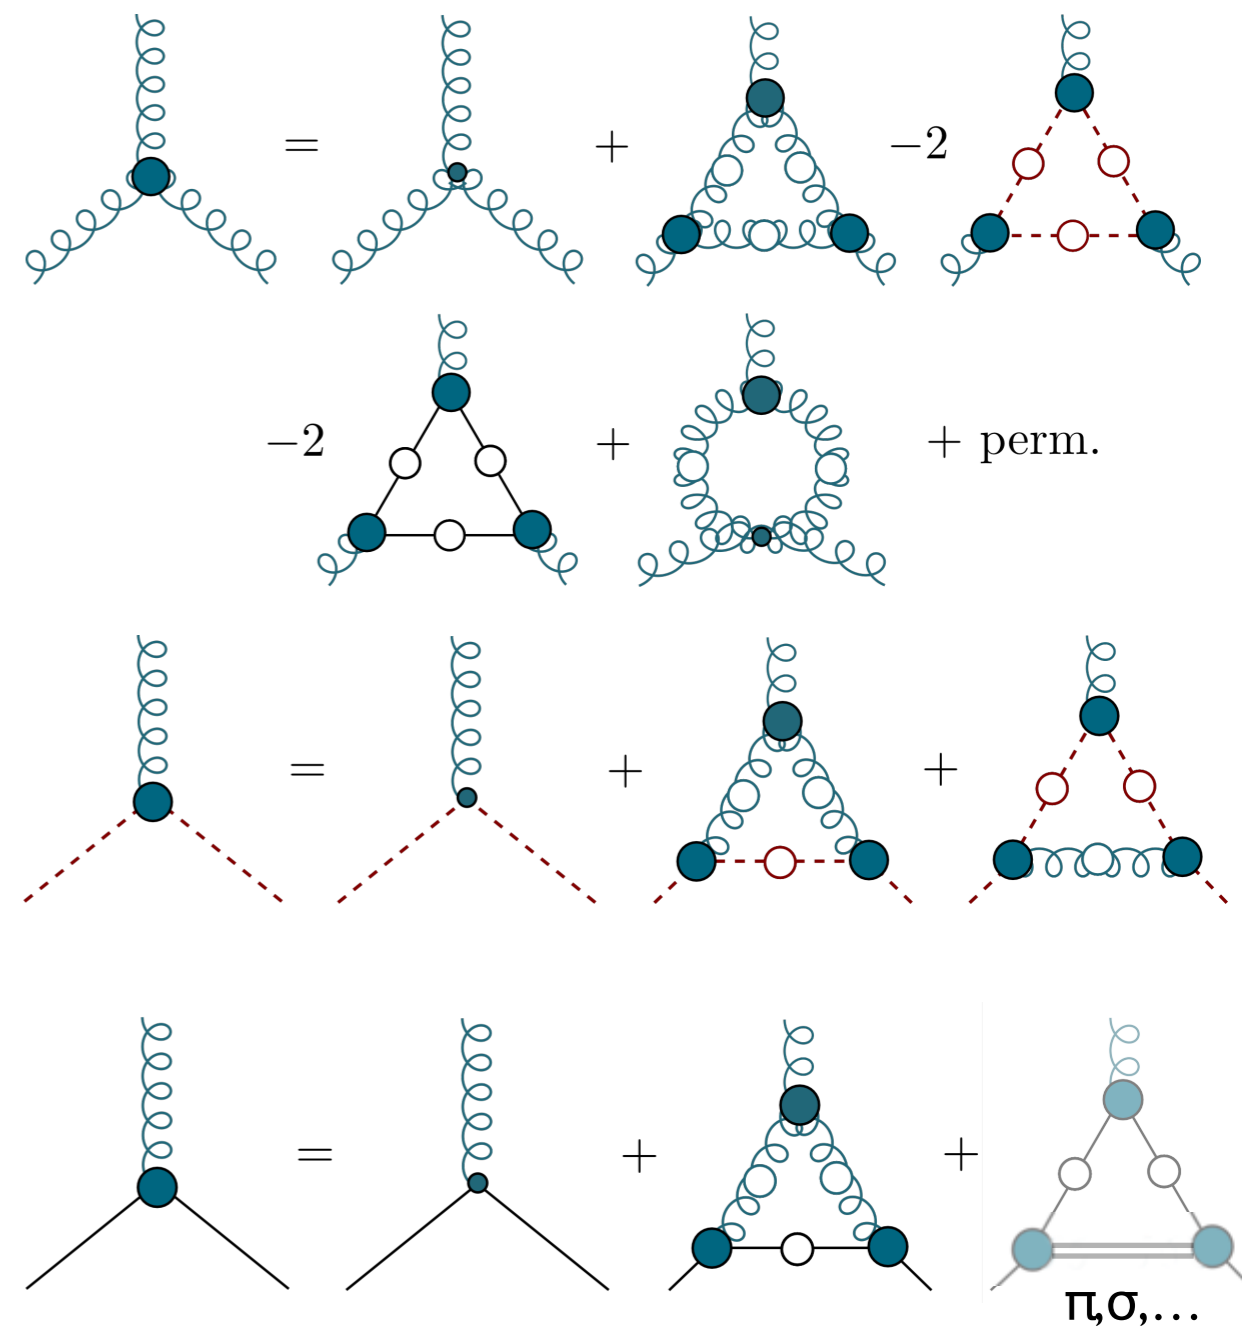 = + −2
−2 + + perm.
= + +
= + +
π,σ,…